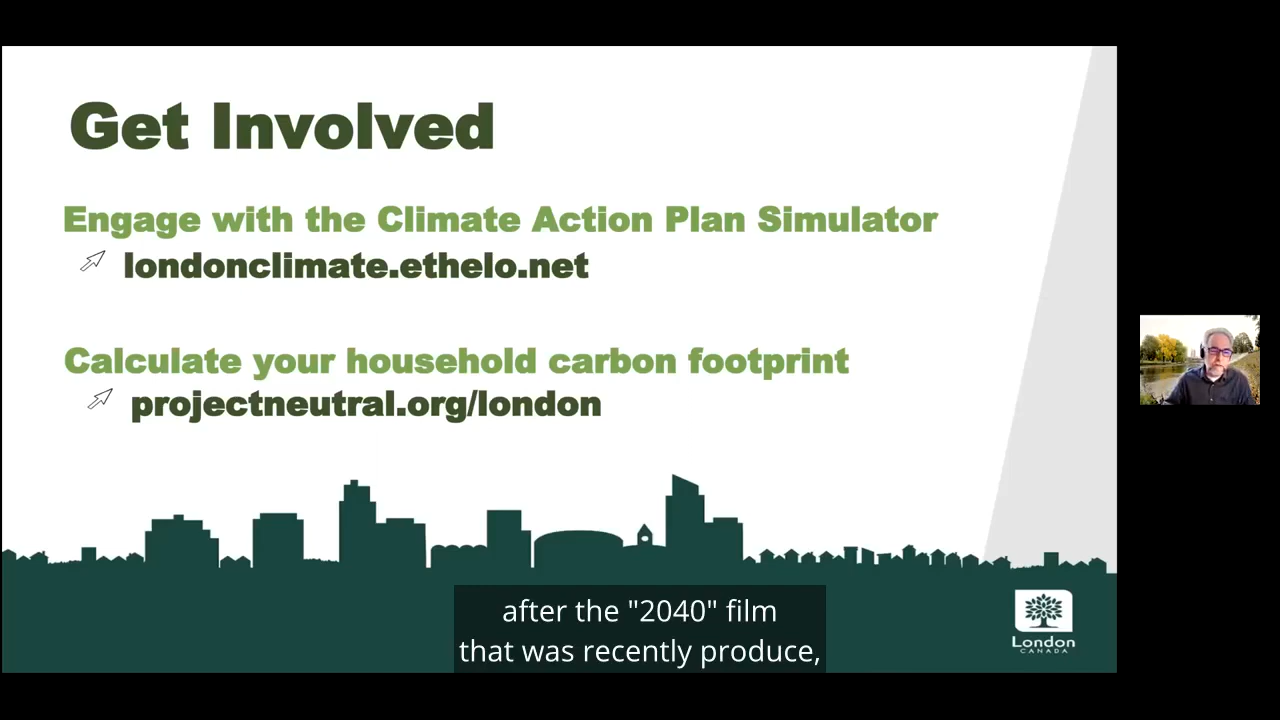 Get Involved
Engage with the Climate Action Plan Simulator
londonclimate.ethelo.net
Calculate your household carbon footprint
projectneutral.org/london
after the "2040" film
that was recently produce,
London
CANADA